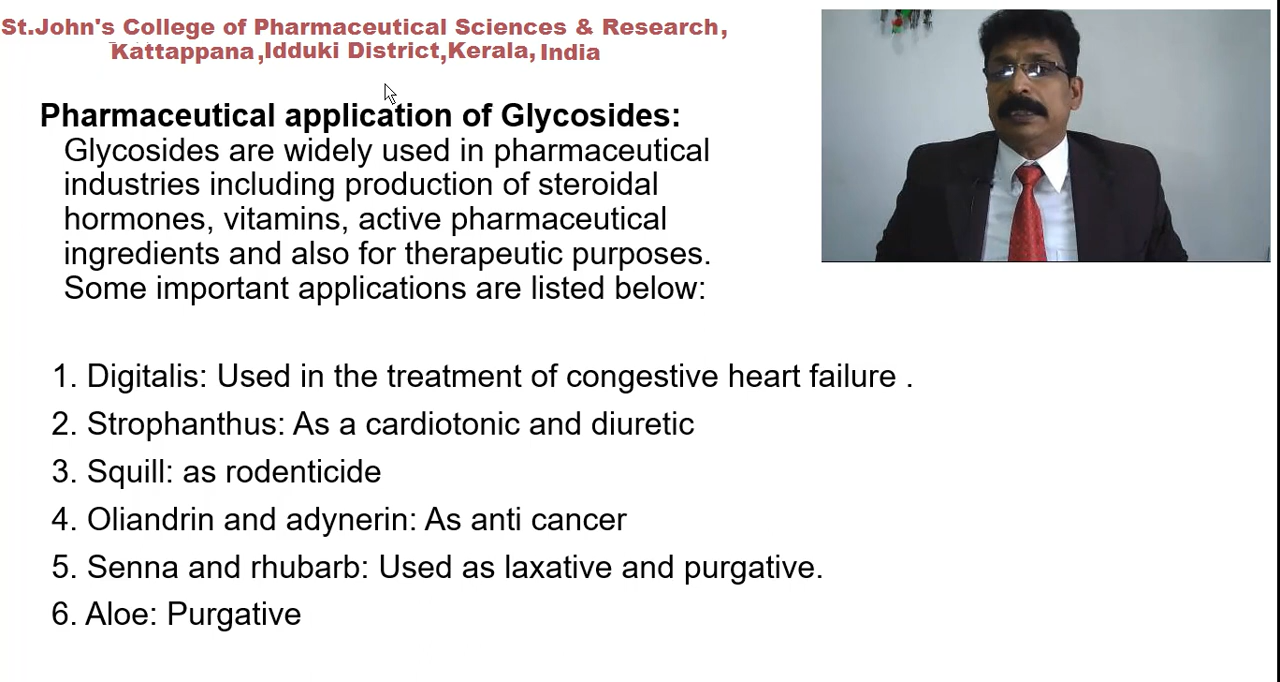 St.John's College of Pharmaceutical Sciences & Research,
Kattappana,Idduki District,Kerala, India
Pharmaceutical application of Glycosides:
Glycosides are widely used in pharmaceutical
industries including production of steroidal
hormones, vitamins, active pharmaceutical
ingredients and also for therapeutic purposes.
Some important applications are listed below:
1. Digitalis: Used in the treatment of congestive heart failure .
2. Strophanthus: As a cardiotonic and diuretic
3. Squill: as rodenticide
4. Oliandrin and adynerin: As anti cancer
5. Senna and rhubarb: Used as laxative and purgative.
6. Aloe: Purgative